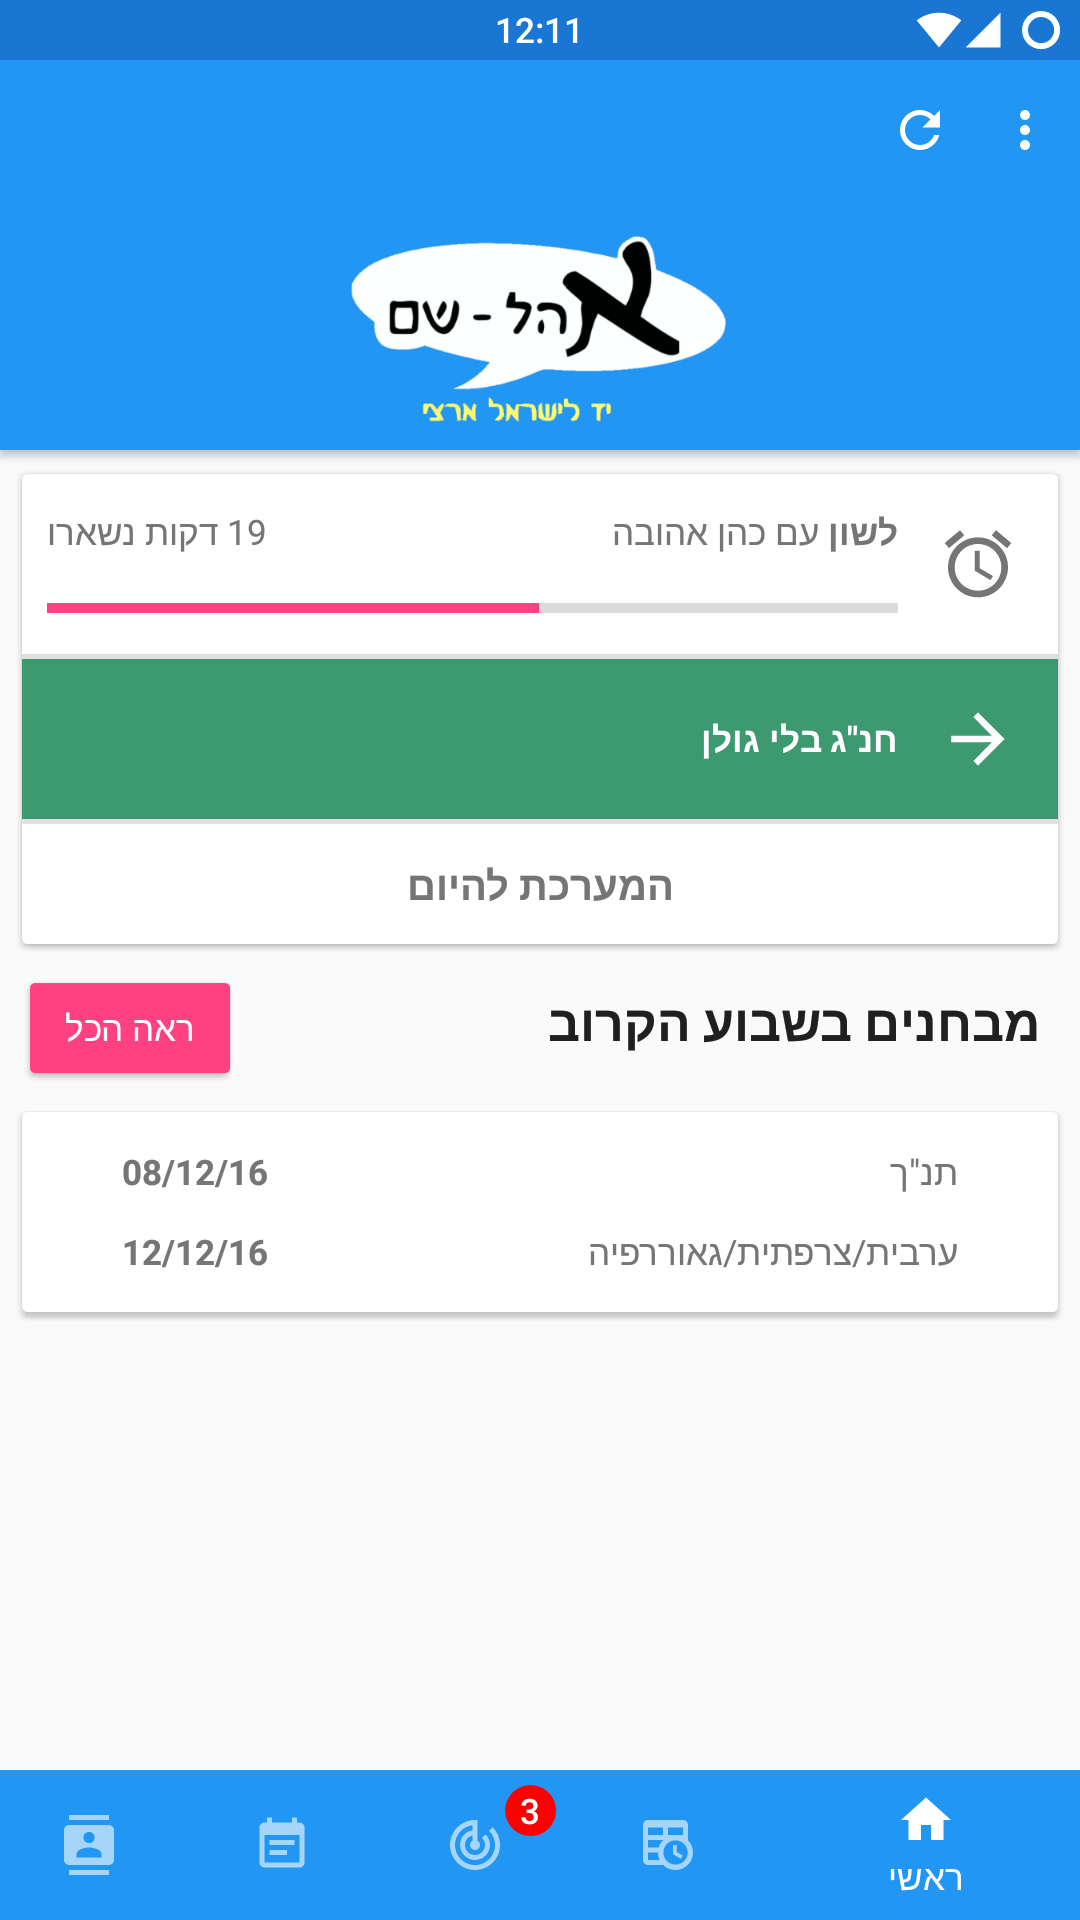 12:11
אהל - שם
יד לישראל ארצי
לשון עם כהן אהובה
19 דקות נשארו
חנ"ג בלי גולן
המערכת להיום
מבחנים בשבוע הקרוב
ראה הכל
תנ"ך 08/12/16
ערבית/צרפתית/גאוררפיה 12/12/16
3
ראשי